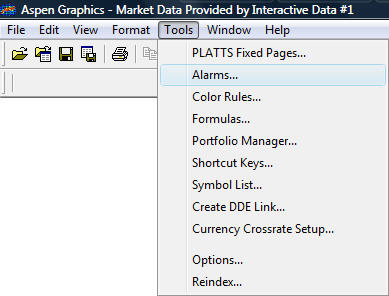 Aspen Graphics - Market Data Provided by Interactive Data #1
File Edit View Format Tools Window Help
PLATTS Fixed Pages...
Alarms...
Color Rules...
Formulas...
Portfolio Manager...
Shortcut Keys...
Symbol List...
Create DDE Link...
Currency Crossrate Setup...
Options...
Reindex...